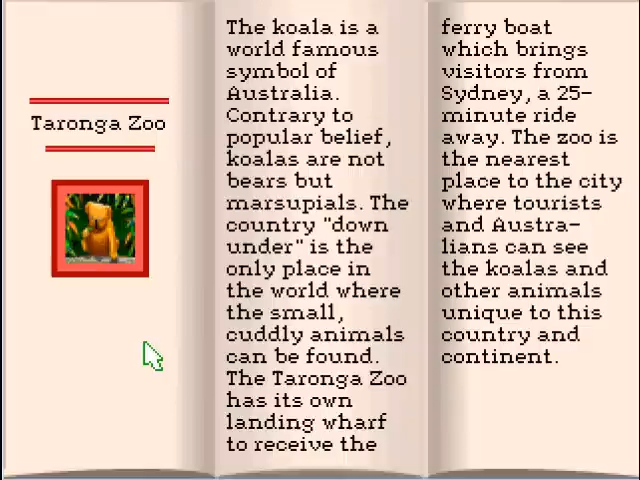 Taronga Zoo
The koala is a
world famous
symbol of
Australia.
Contrary to
popular belief,
koalas are not
bears but
marsupials. The
country "down
under" is the
only place in
the world where
the small,
cuddly animals
can be found.
The Taronga Zoo
has its own
landing wharf
to receive the
ferry boat
which brings
visitors from
Sydney, a 25-
minute ride
away. The zoo is
the nearest
place to the city
where tourists
and Austra-
lians can see
the koalas and
other animals
unique to this
country and
continent.